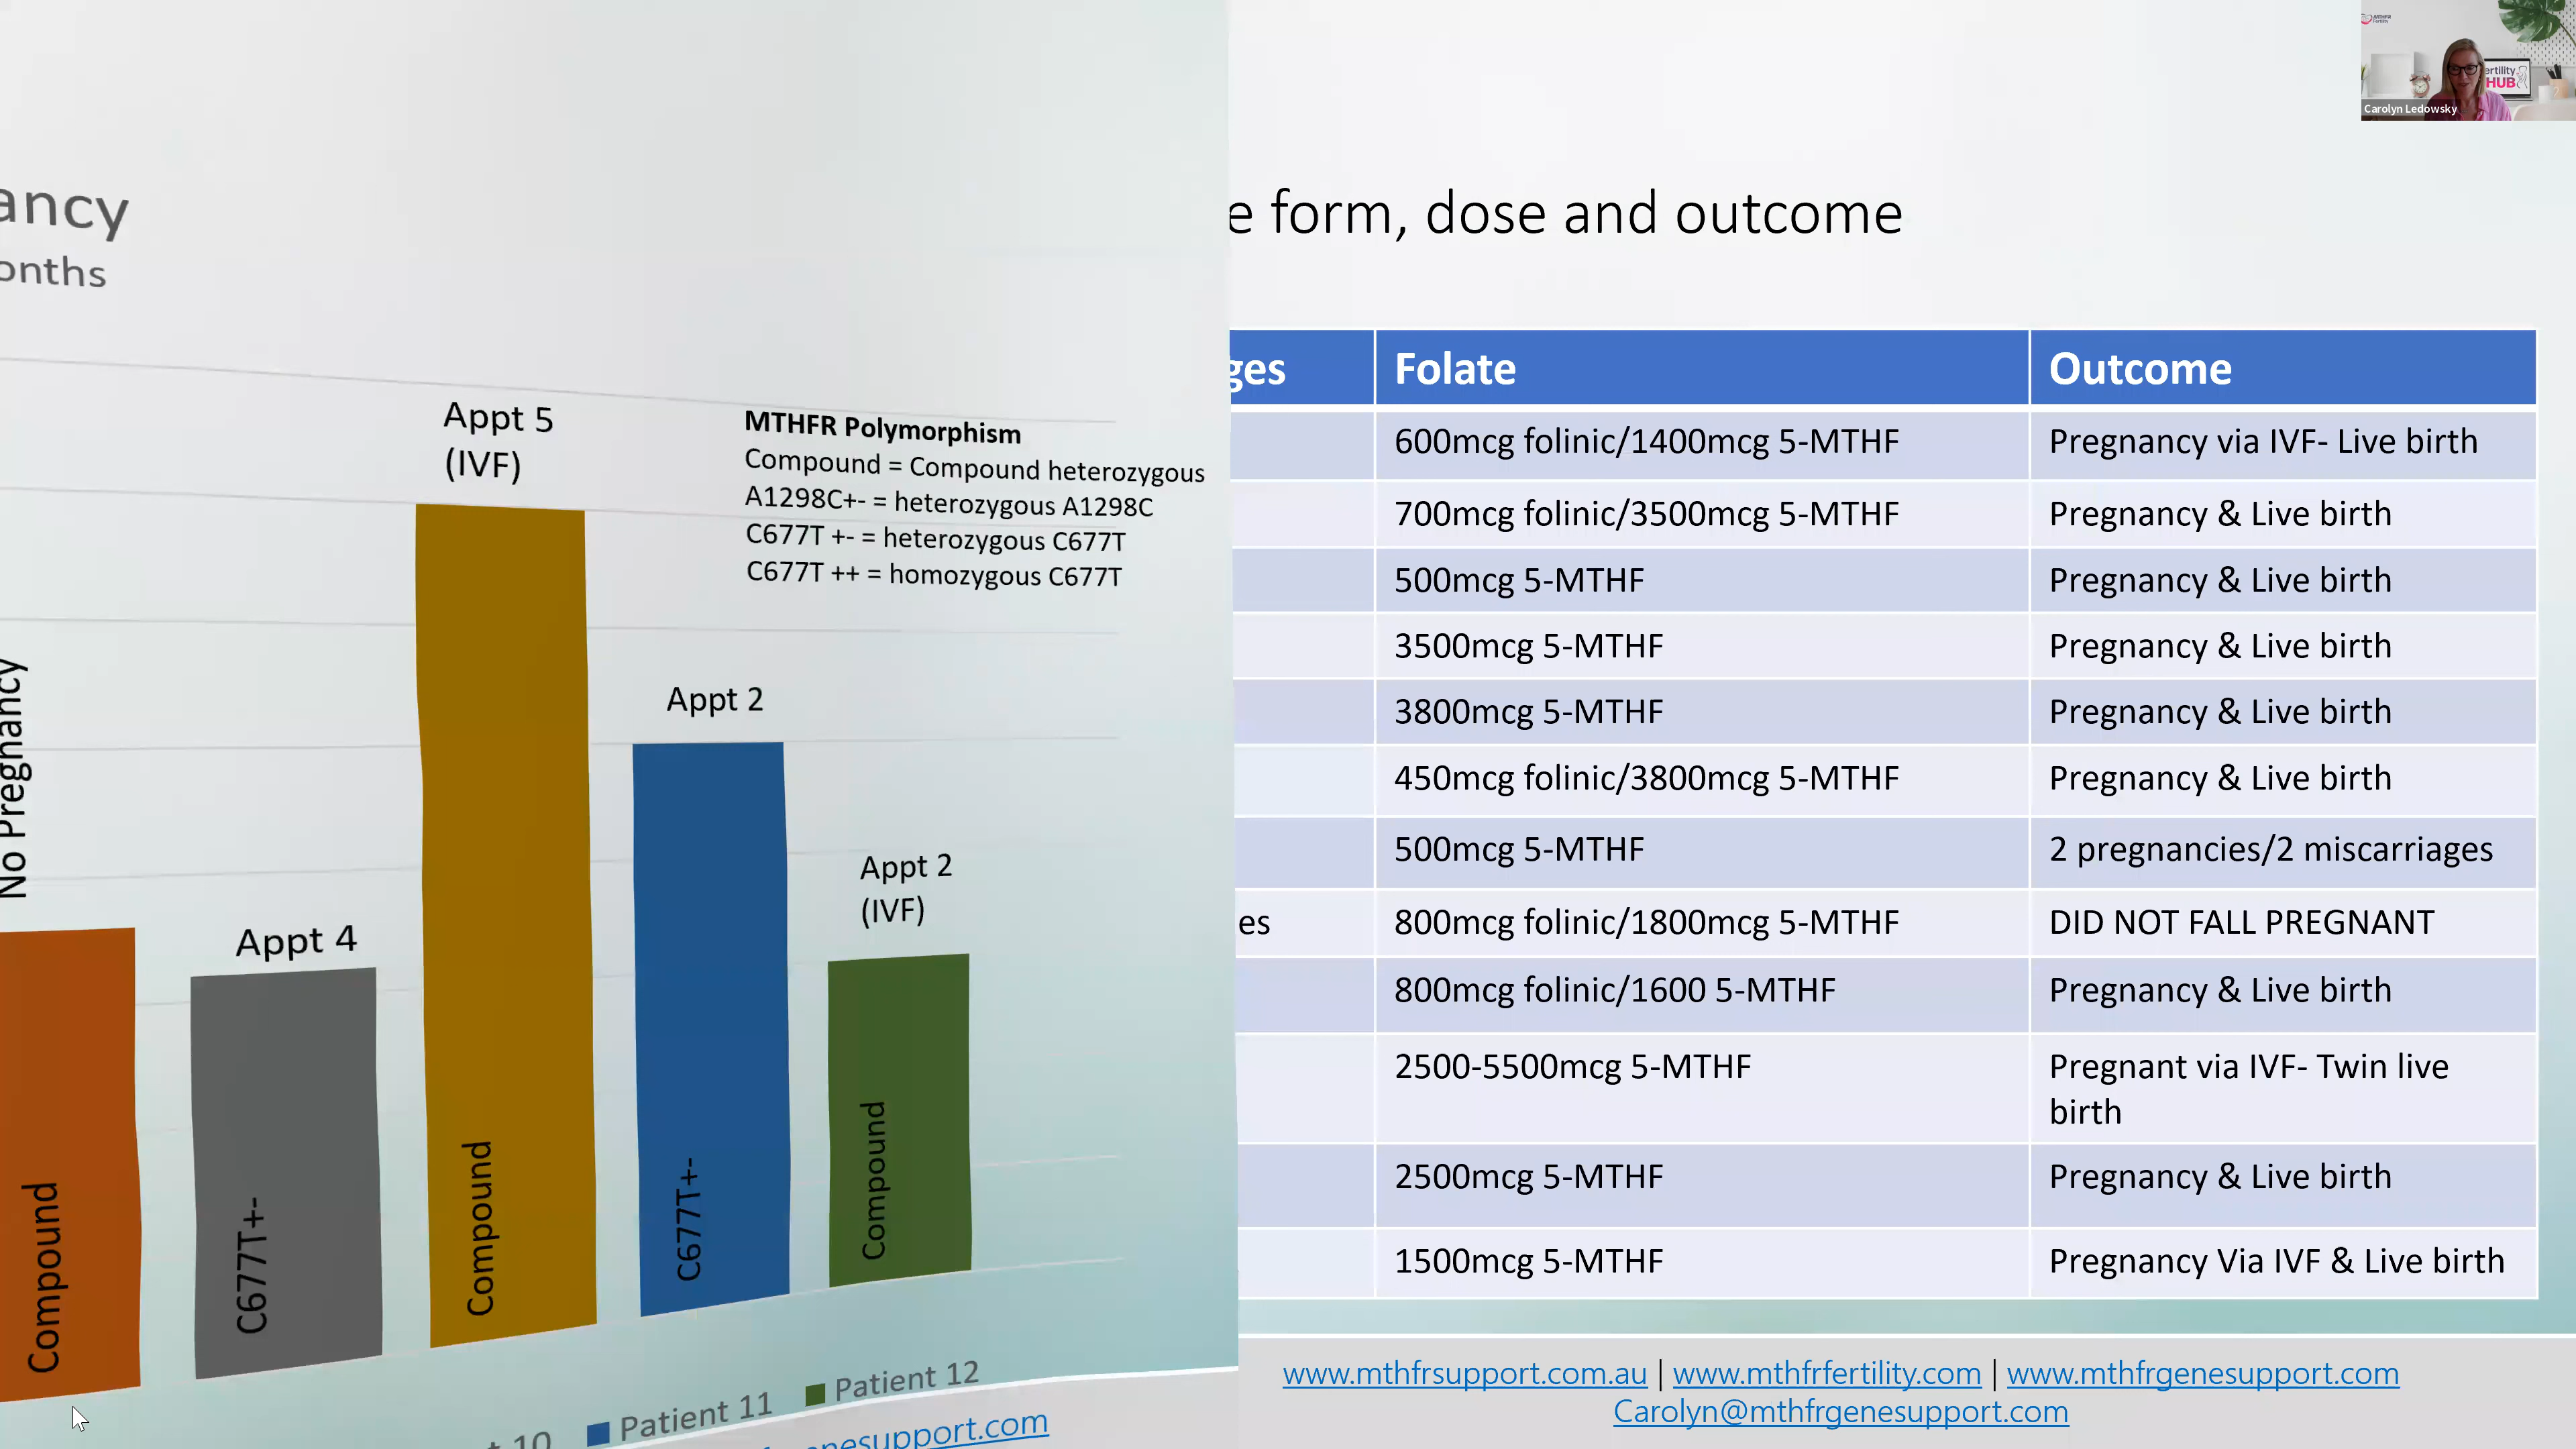 ancy
onths
No Pregnancy
Appt 5
(IVF)
MTHFR Polymorphism
Compound = Compound heterozygous
A1298C+- = heterozygous A1298C
C677T +- = heterozygous C677T
C677T ++ = homozygous C677T
Appt 2
Appt 2
(IVF)
Appt 4
Compound
C677T+-
Compound
C677T+-
Compound
10
Patient 11
Patient 12
genesupport.com
e form, dose and outcome
ges Folate Outcome
600mcg folinic/1400mcg 5-MTHF Pregnancy via IVF- Live birth
700mcg folinic/3500mcg 5-MTHF Pregnancy & Live birth
500mcg 5-MTHF Pregnancy & Live birth
3500mcg 5-MTHF Pregnancy & Live birth
3800mcg 5-MTHF Pregnancy & Live birth
450mcg folinic/3800mcg 5-MTHF Pregnancy & Live birth
500mcg 5-MTHF 2 pregnancies/2 miscarriages
es 800mcg folinic/1800mcg 5-MTHF DID NOT FALL PREGNANT
800mcg folinic/1600 5-MTHF Pregnancy & Live birth
2500-5500mcg 5-MTHF Pregnant via IVF- Twin live
birth
2500mcg 5-MTHF Pregnancy & Live birth
1500mcg 5-MTHF Pregnancy Via IVF & Live birth
www.mthfrsupport.com.au | www.mthfrfertility.com | www.mthfrgenesupport.com
Carolyn@mthfrgenesupport.com
ertility
HUB
Carolyn Ledowsky